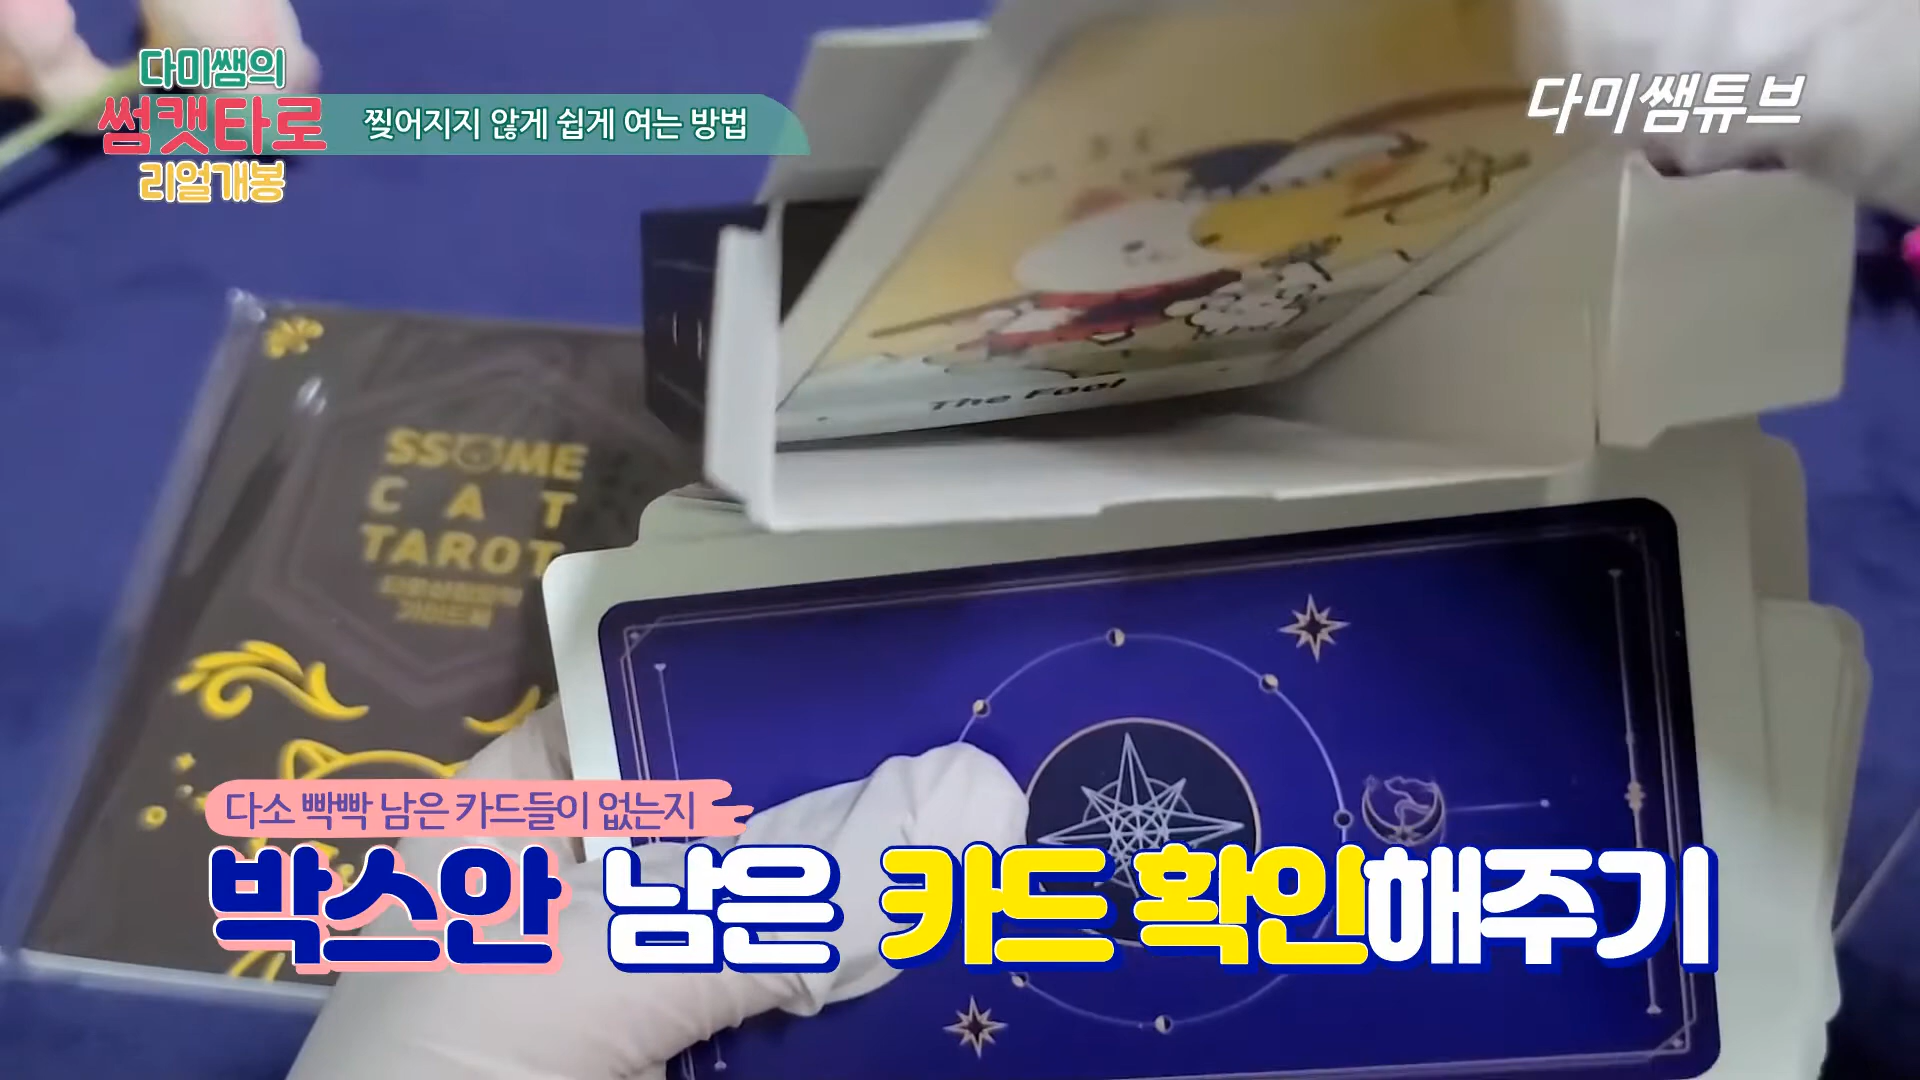 다미쌤의
썸캣타로
리얼개봉
찢어지지 않게 쉽게 여는 방법
다미쌤튜브
The Fool
SSOME
CAT
TAROT
다소 빡빡 남은 카드들이 없는지
박스안 남은 카드 확인해주기